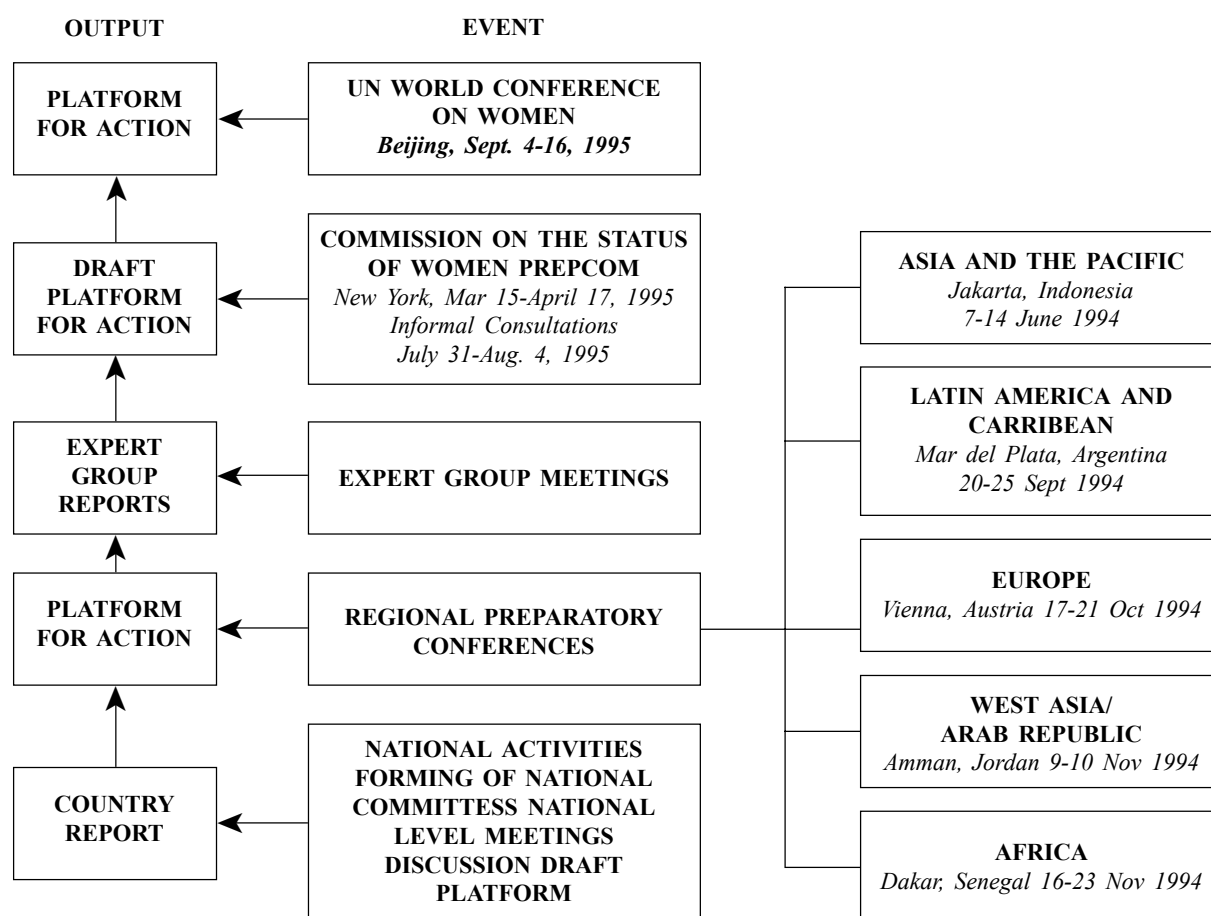 OUTPUT
EVENT
PLATFORM
FOR ACTION
UN WORLD CONFERENCE
ON WOMEN
Beijing, Sept. 4-16, 1995
DRAFT
PLATFORM
FOR ACTION
COMMISSION ON THE STATUS
OF WOMEN PREPCOM
New York, Mar 15-April 17, 1995
Informal Consultations
July 31-Aug. 4, 1995
EXPERT
GROUP
REPORTS
EXPERT GROUP MEETINGS
PLATFORM
FOR ACTION
REGIONAL PREPARATORY
CONFERENCES
COUNTRY
REPORT
NATIONAL ACTIVITIES
FORMING OF NATIONAL
COMMITTESS NATIONAL
LEVEL MEETINGS
DISCUSSION DRAFT
PLATFORM
ASIA AND THE PACIFIC
Jakarta, Indonesia
7-14 June 1994
LATIN AMERICA AND
CARRIBEAN
Mar del Plata, Argentina
20-25 Sept 1994
EUROPE
Vienna, Austria 17-21 Oct 1994
WEST ASIA/
ARAB REPUBLIC
Amman, Jordan 9-10 Nov 1994
AFRICA
Dakar, Senegal 16-23 Nov 1994